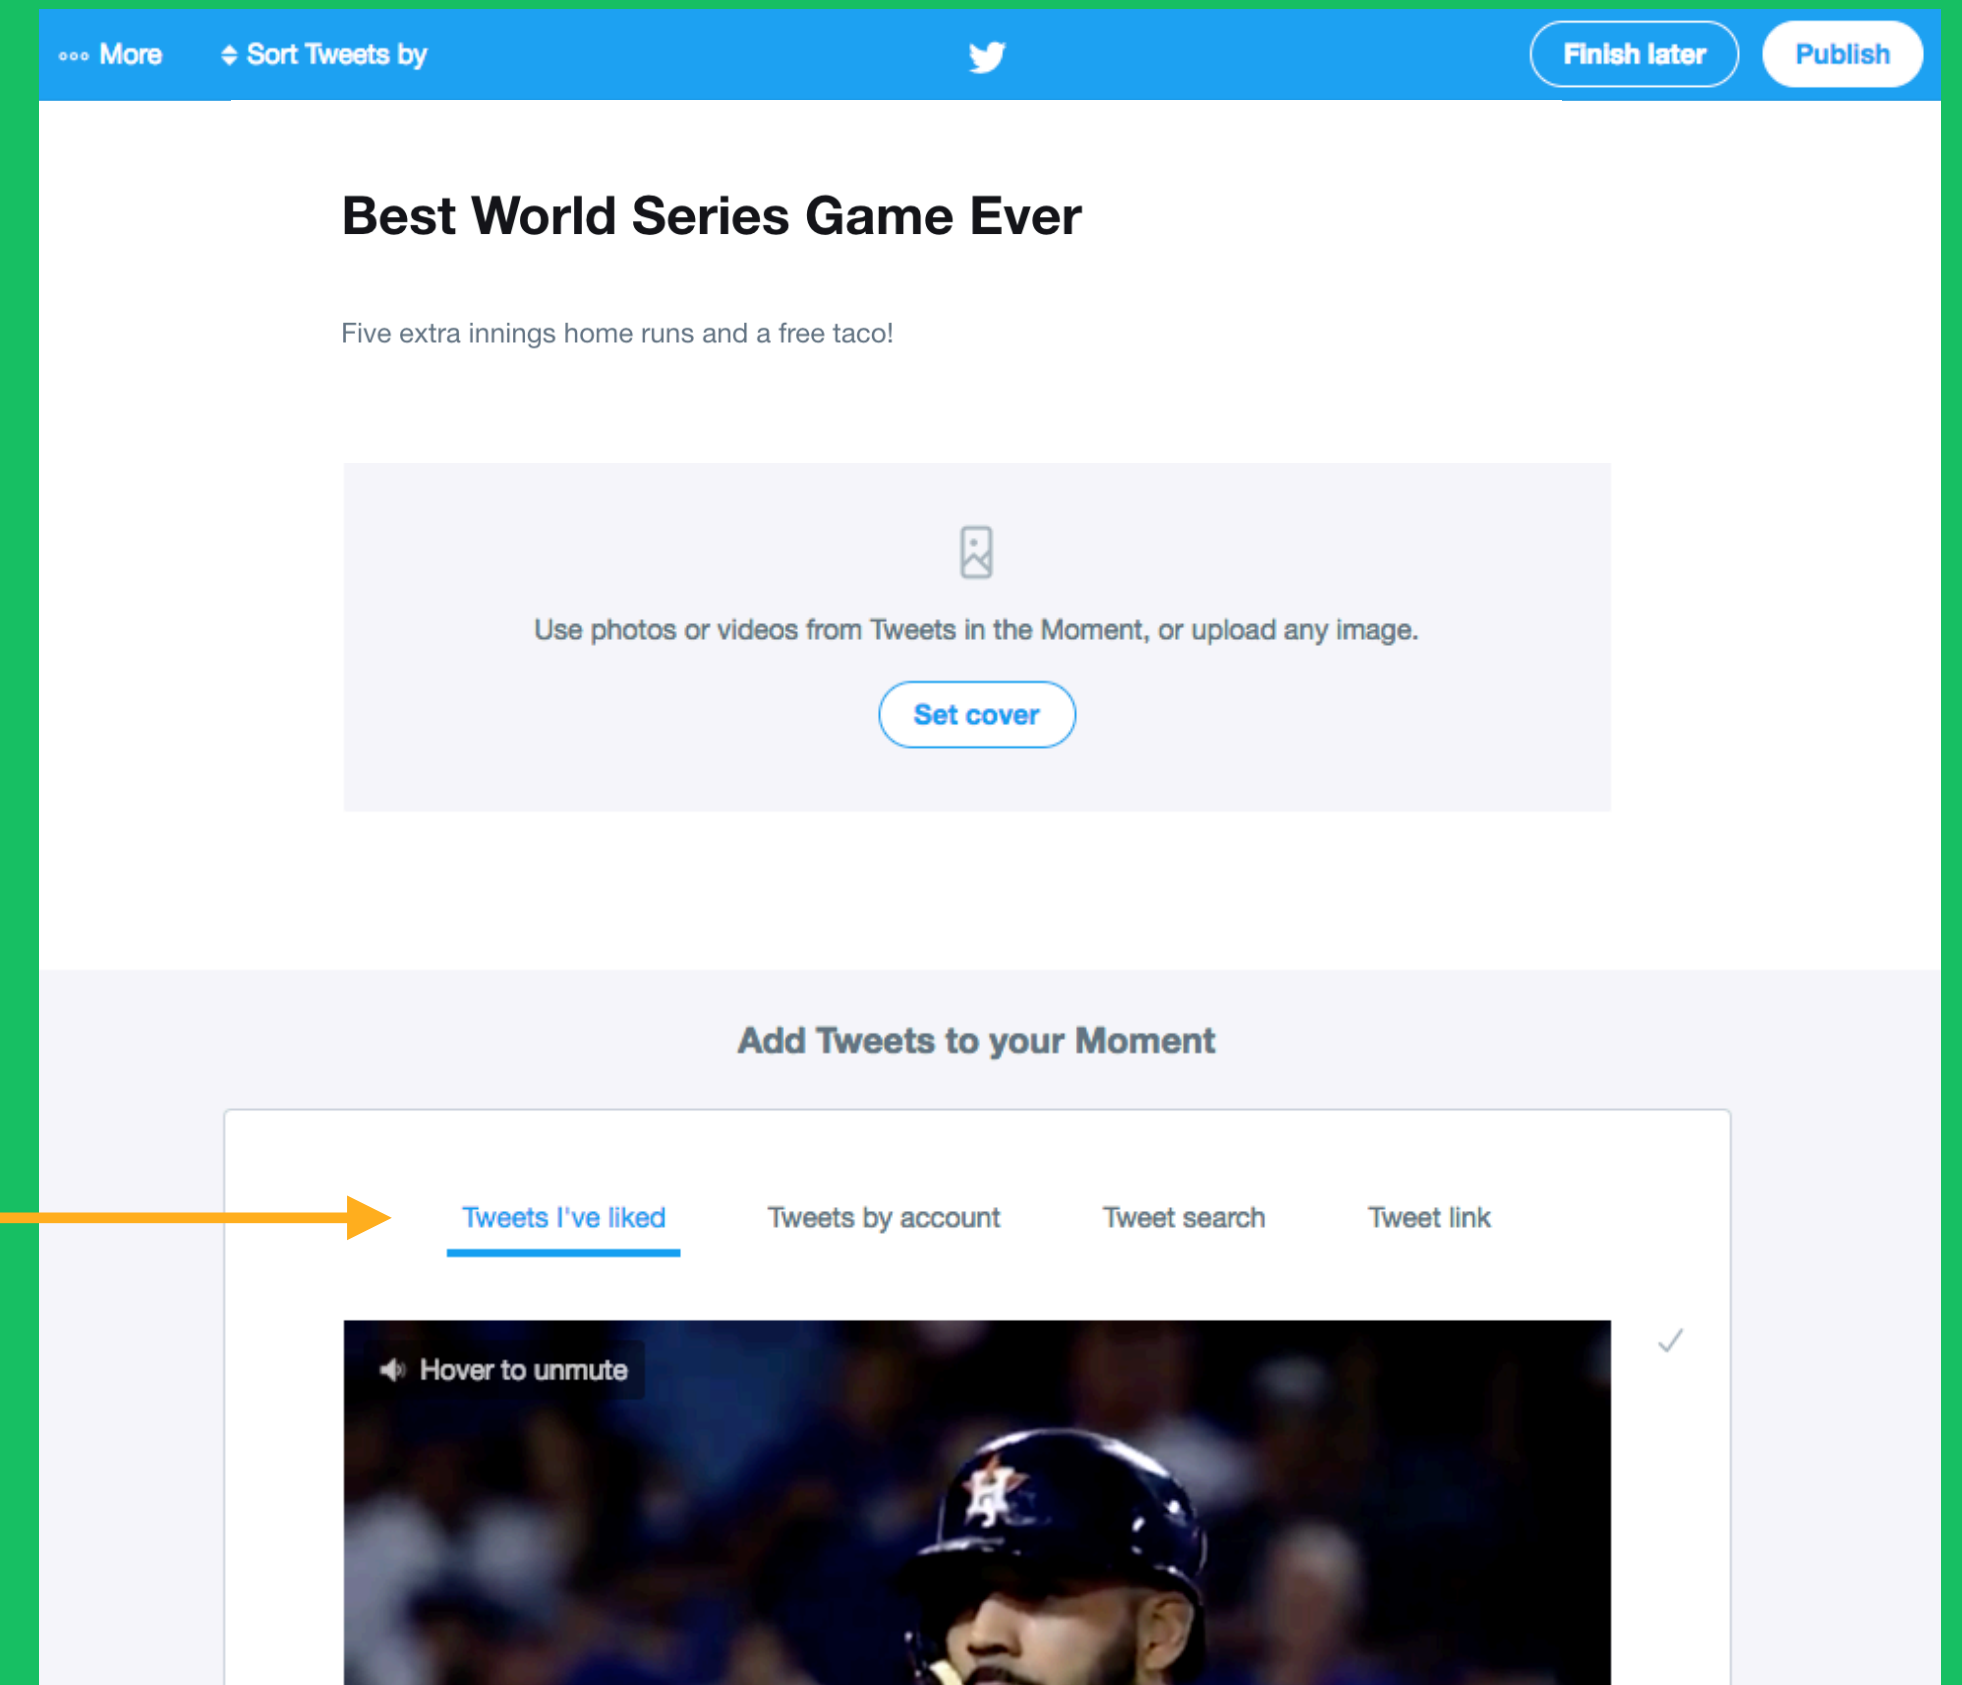 More
Sort Tweets by
Finish later
Publish
Best World Series Game Ever
Five extra innings home runs and a free taco!
Use photos or videos from Tweets in the Moment, or upload any image.
Set cover
Add Tweets to your Moment
Tweets I've liked
Tweets by account
Tweet search
Tweet link
Hover to unmute
H